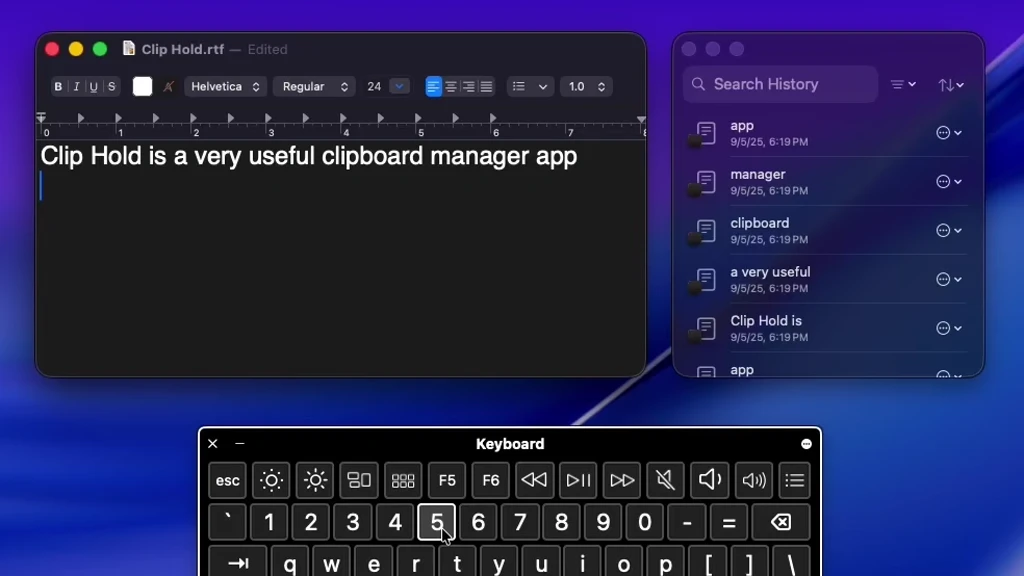 Clip Hold.rtf — Edited
B I U S Helvetica Regular 24 1.0
0 1 2 3 4 5 6 7 8
Clip Hold is a very useful clipboard manager app
Search History
app
9/5/25, 6:19 PM
manager
9/5/25, 6:19 PM
clipboard
9/5/25, 6:19 PM
a very useful
9/5/25, 6:19 PM
Clip Hold is
9/5/25, 6:19 PM
app
Keyboard
esc F5 F6
` 1 2 3 4 5 6 7 8 9 0 - =
q w e r t y u i o p [ ] \